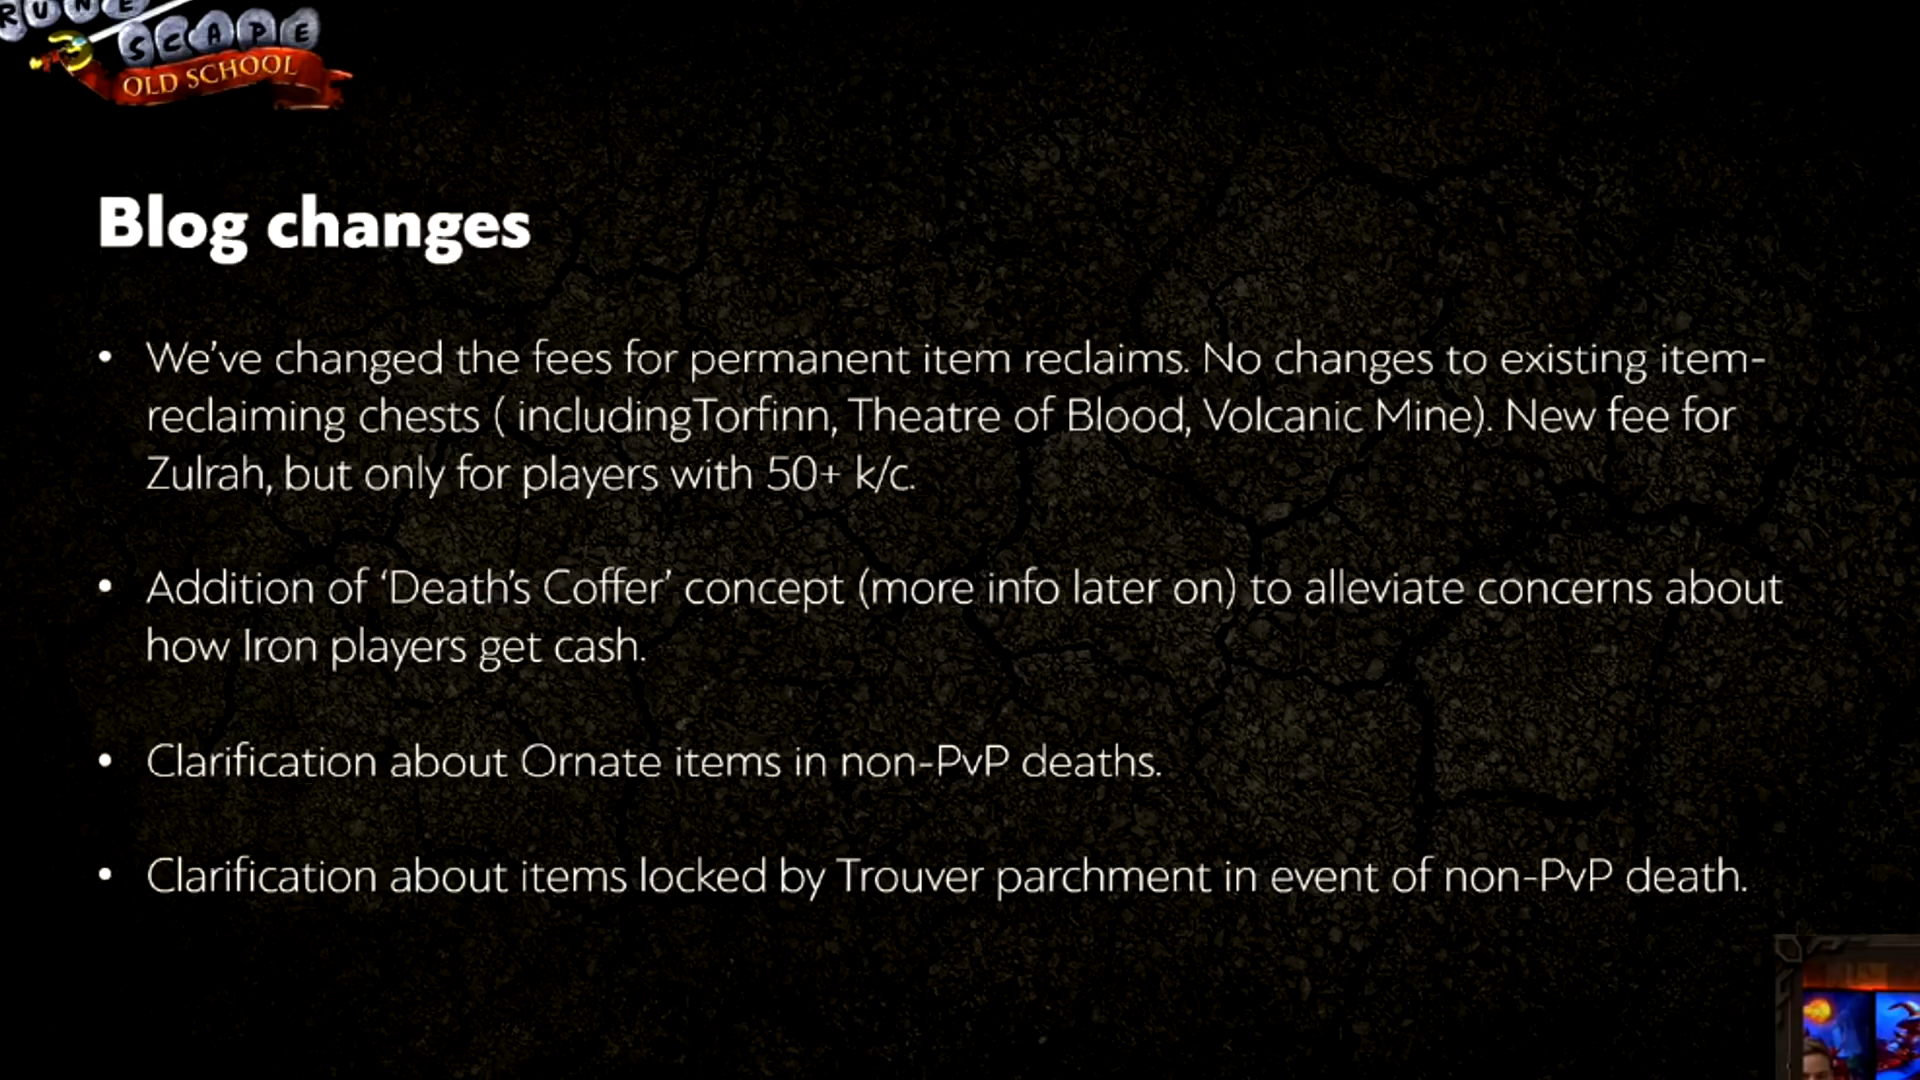 RUNE
SCAPE
OLD SCHOOL
Blog changes
• We've changed the fees for permanent item reclaims. No changes to existing item-
reclaiming chests ( includingTorfinn, Theatre of Blood, Volcanic Mine). New fee for
Zulrah, but only for players with 50+ k/c.
• Addition of ‘Death's Coffer’ concept (more info later on) to alleviate concerns about
how Iron players get cash.
• Clarification about Ornate items in non-PvP deaths.
• Clarification about items locked by Trouver parchment in event of non-PvP death.